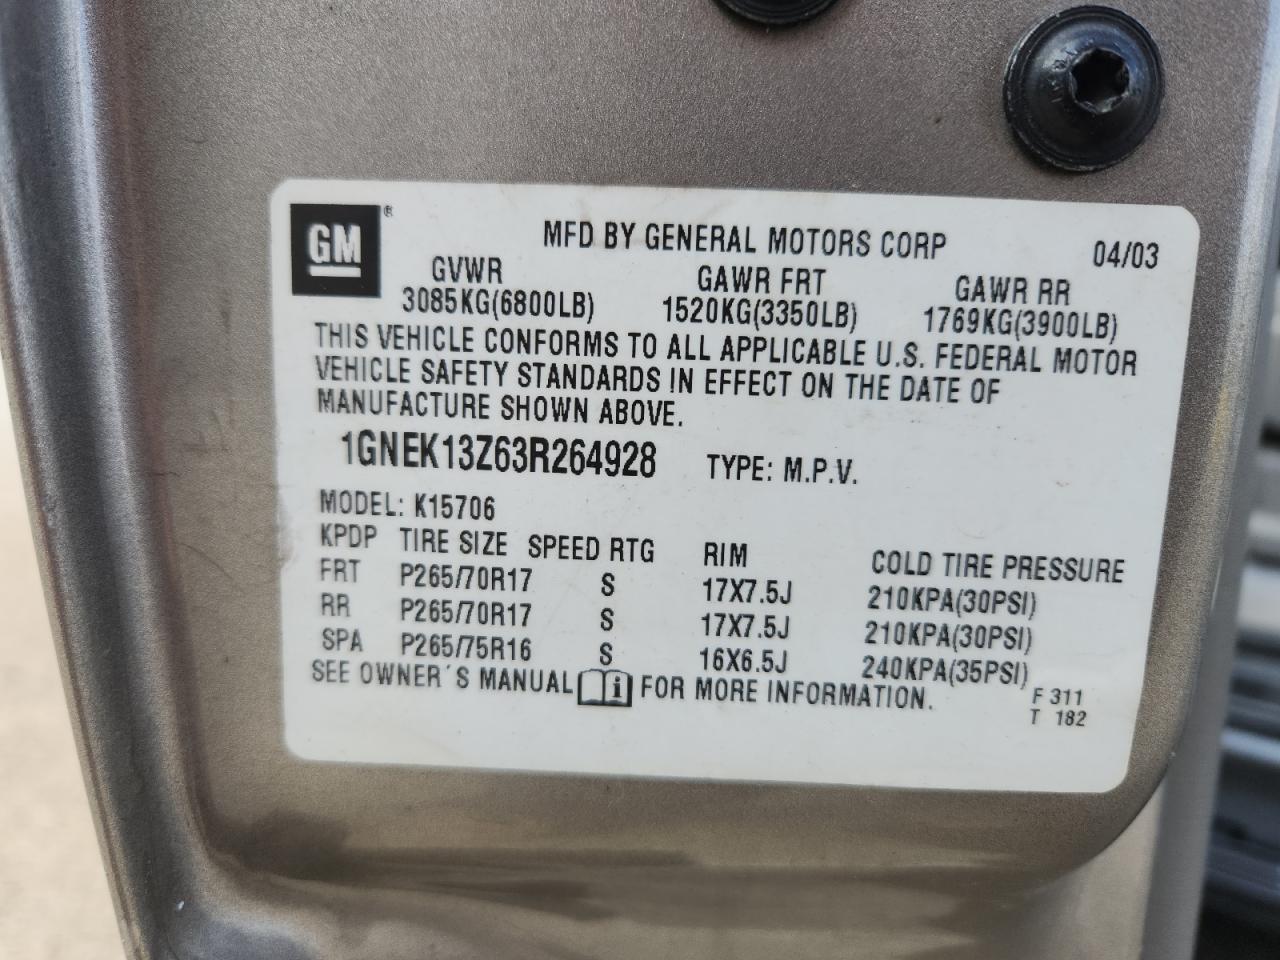 GM ®
MFD BY GENERAL MOTORS CORP 04/03
GVWR GAWR FRT GAWR RR
3085KG(6800LB) 1520KG(3350LB) 1769KG(3900LB)
THIS VEHICLE CONFORMS TO ALL APPLICABLE U.S. FEDERAL MOTOR
VEHICLE SAFETY STANDARDS IN EFFECT ON THE DATE OF
MANUFACTURE SHOWN ABOVE.
1GNEK13Z63R264928 TYPE: M.P.V.
MODEL: K15706
KPDP TIRE SIZE SPEED RTG RIM COLD TIRE PRESSURE
FRT P265/70R17 S 17X7.5J 210KPA(30PSI)
RR P265/70R17 S 17X7.5J 210KPA(30PSI)
SPA P265/75R16 S 16X6.5J 240KPA(35PSI)
SEE OWNER´S MANUAL i FOR MORE INFORMATION.
F 311
T 182